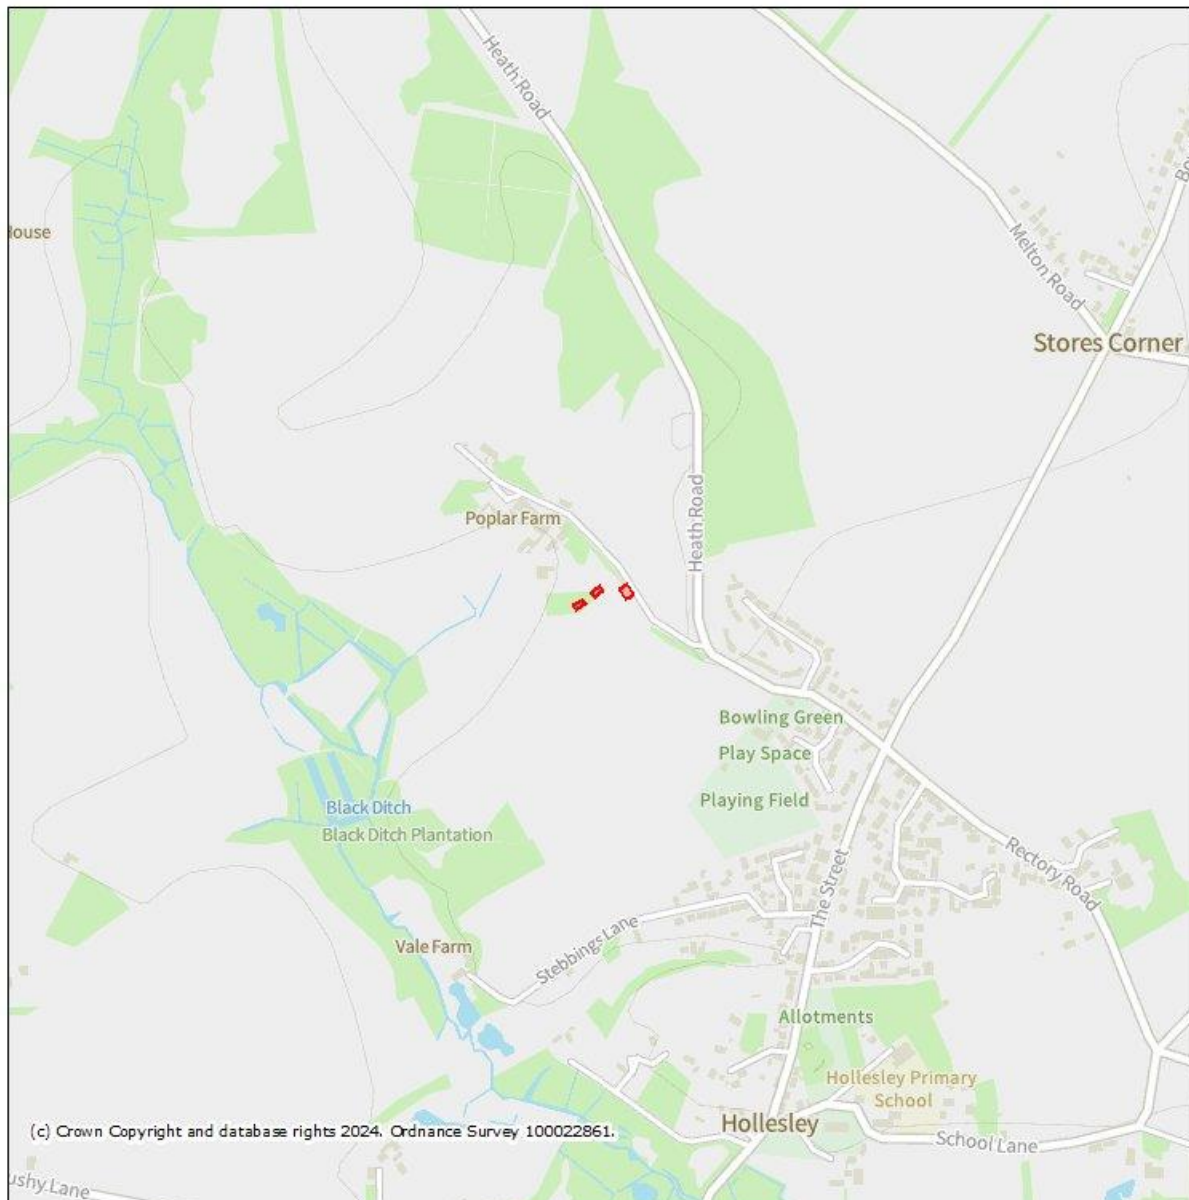 Heath Road
Bo
House
Melton Road
Stores Corner
Heath Road
Poplar Farm
Bowling Green
Play Space
Playing Field
Black Ditch
Black Ditch Plantation
The Street
Rectory Road
Vale Farm
Stebbings Lane
Allotments
Hollesley Primary
School
Hollesley
(c) Crown Copyright and database rights 2024. Ordnance Survey 100022861.
School Lane
ushy Lane